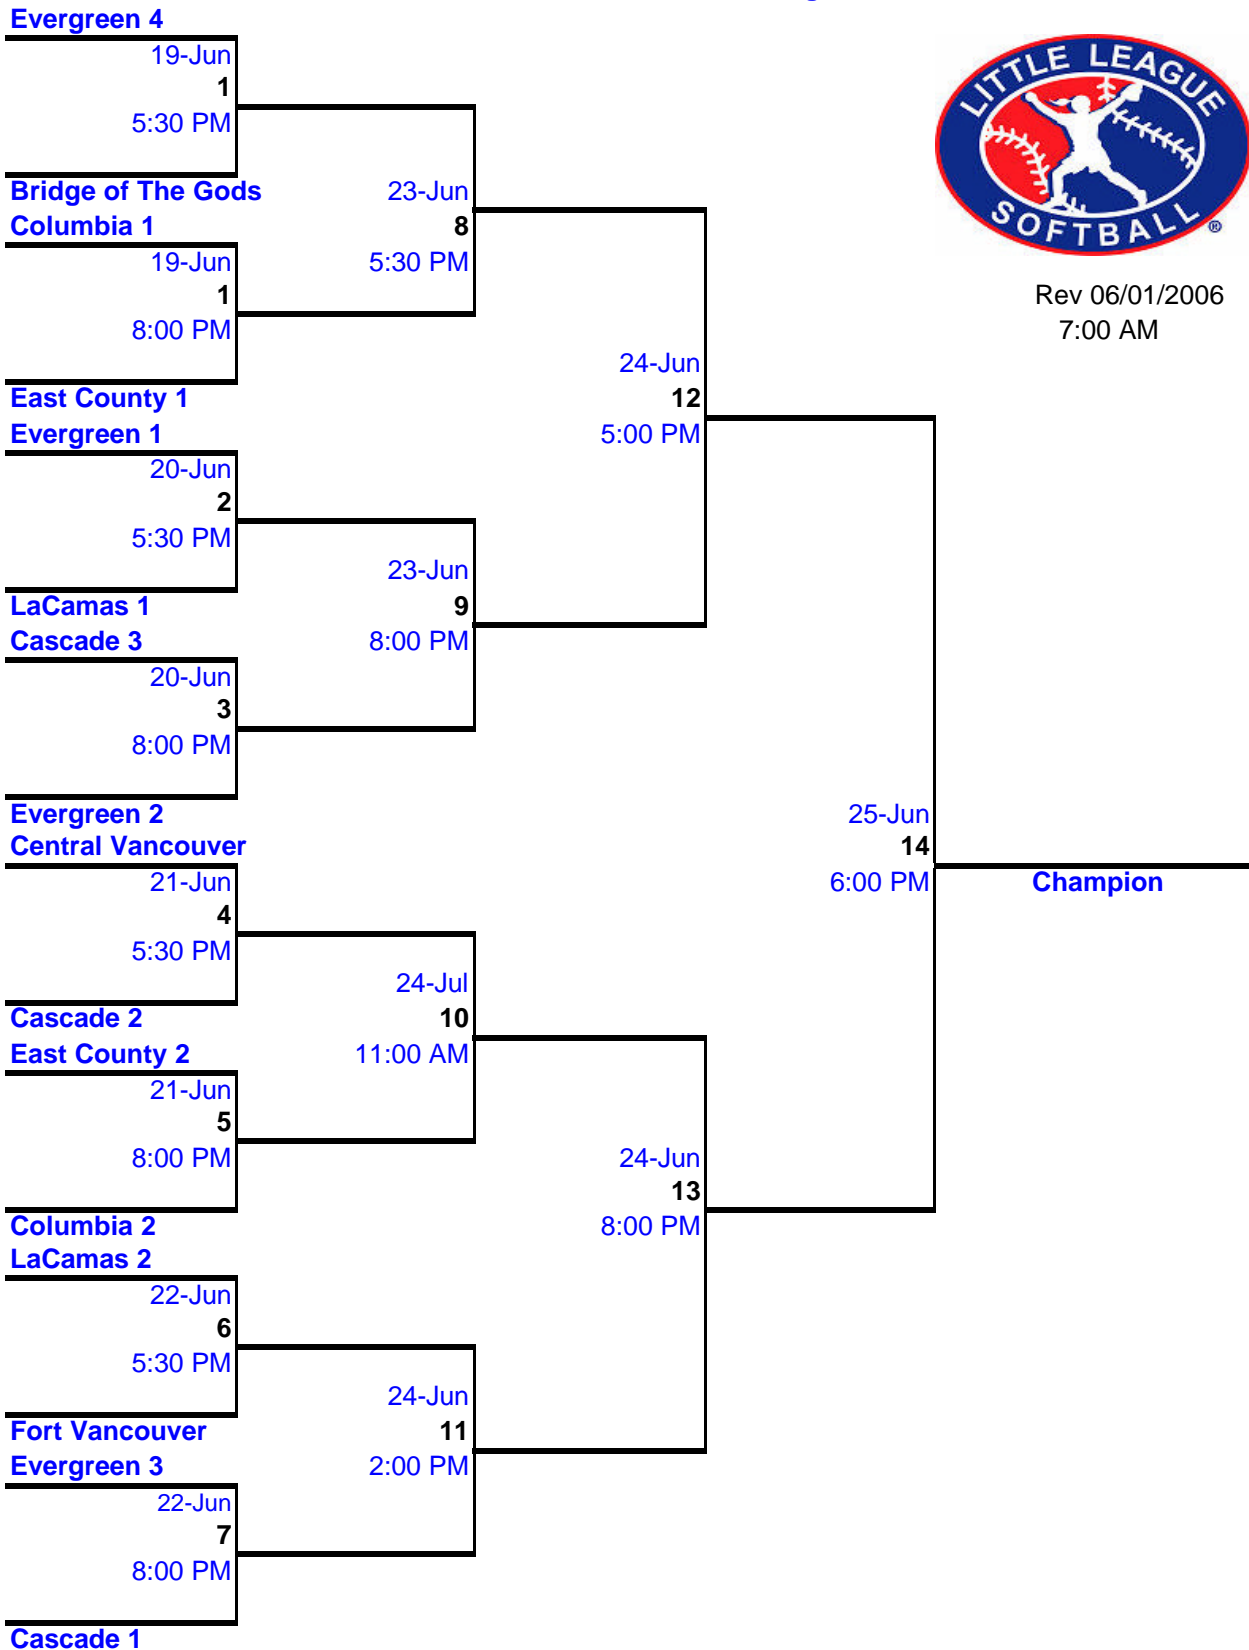 Evergreen 4
19-Jun
1
5:30 PM
Bridge of The Gods
23-Jun
Columbia 1
8
19-Jun
5:30 PM
1
8:00 PM
LITTLE LEAGUE
SOFTBALL
®
Rev 06/01/2006
7:00 AM
24-Jun
East County 1
12
Evergreen 1
5:00 PM
20-Jun
2
5:30 PM
23-Jun
LaCamas 1
9
Cascade 3
8:00 PM
20-Jun
3
8:00 PM
Evergreen 2
25-Jun
Central Vancouver
14
21-Jun
6:00 PM
Champion
4
5:30 PM
24-Jul
Cascade 2
10
East County 2
11:00 AM
21-Jun
5
8:00 PM
24-Jun
13
Columbia 2
8:00 PM
LaCamas 2
22-Jun
6
5:30 PM
24-Jun
Fort Vancouver
11
Evergreen 3
2:00 PM
22-Jun
7
8:00 PM
Cascade 1